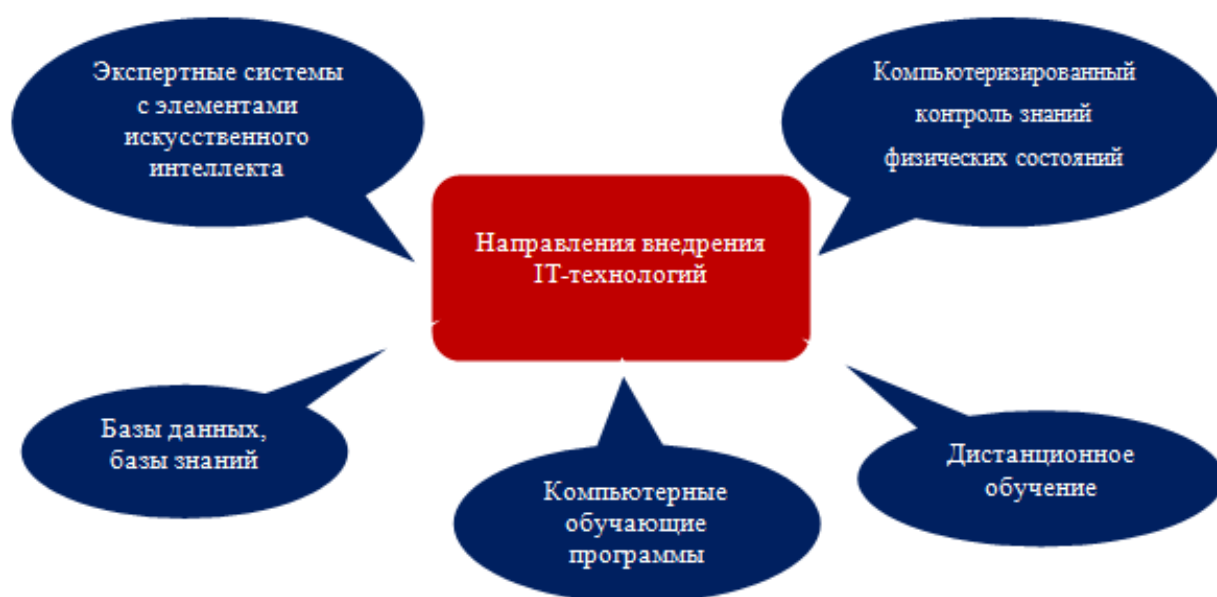 Экспертные системы
с элементами
искусственного
интеллекта
Компьютеризированный
контроль знаний
физических состояний
Направления внедрения
IT-технологий
Базы данных,
базы знаний
Компьютерные
обучающие
программы
Дистанционное
обучение